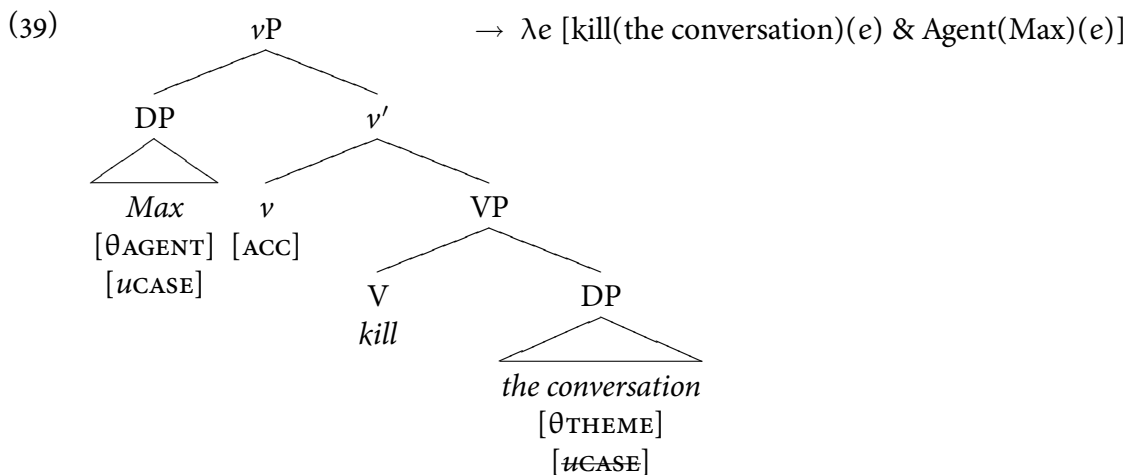 (39) vP → λe [kill(the conversation)(e) & Agent(Max)(e)]
DP v′
Max v VP
[θAGENT] [ACC]
[uCASE] V DP
kill
the conversation
[θTHEME]
[uCASE]